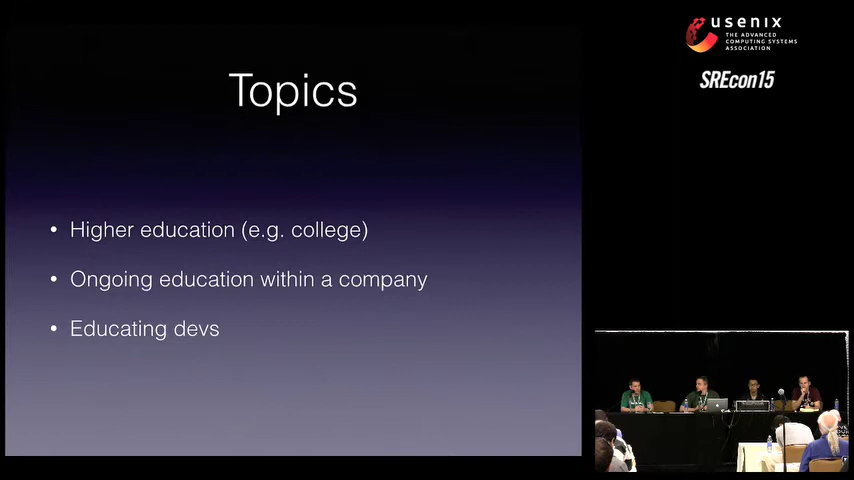 Topics
• Higher education (e.g. college)
• Ongoing education within a company
• Educating devs
usenix
THE ADVANCED
COMPUTING SYSTEMS
ASSOCIATION
SREcon15